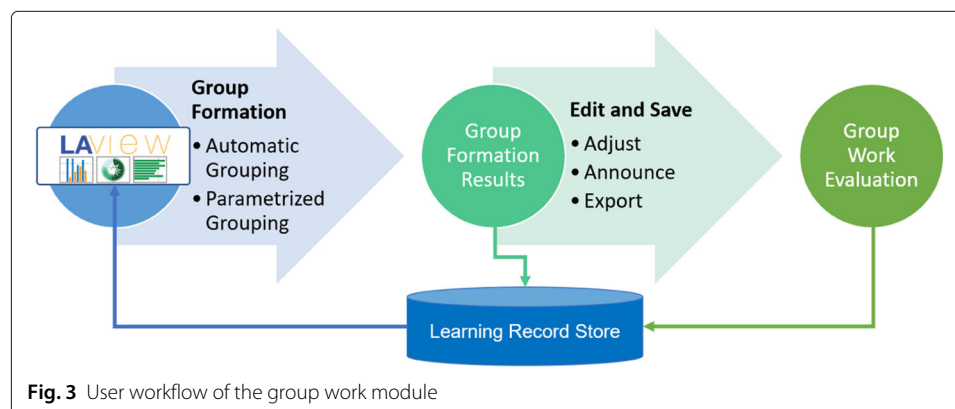 LAview
Group
Formation
• Automatic
Grouping
• Parametrized
Grouping
Group
Formation
Results
Edit and Save
• Adjust
• Announce
• Export
Group
Work
Evaluation
Learning Record Store
Fig. 3 User workflow of the group work module